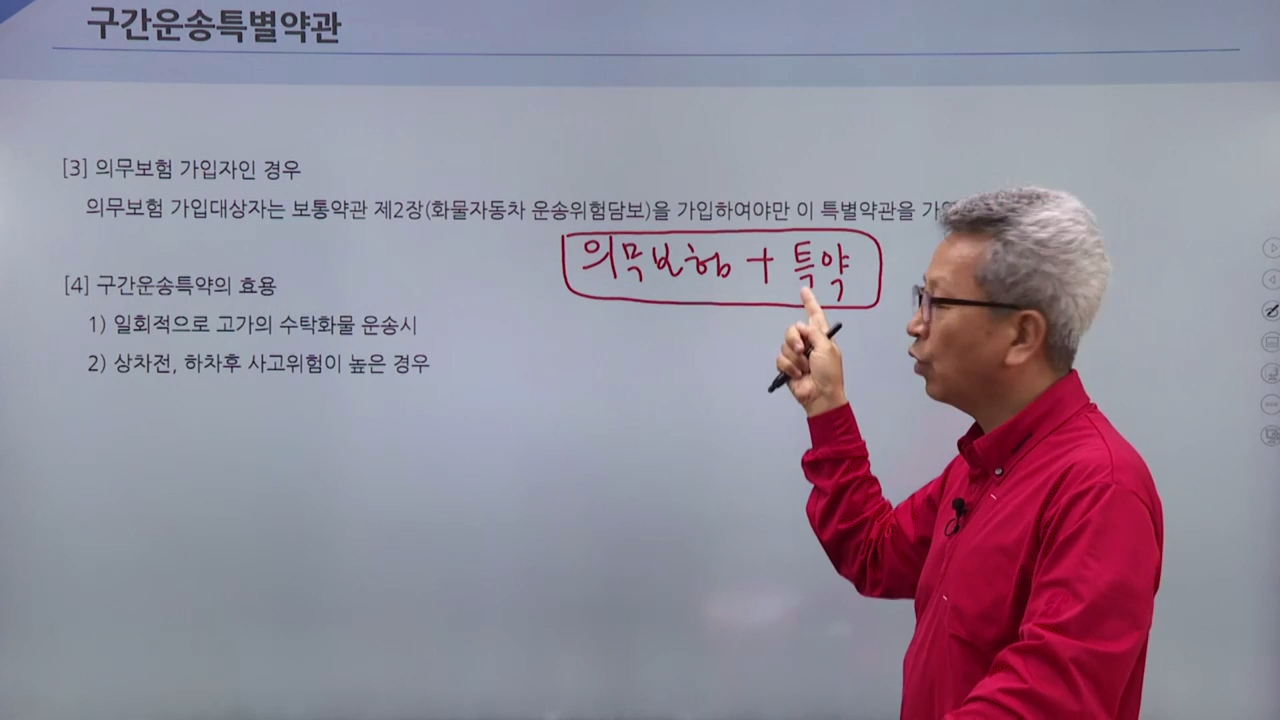 구간운송특별약관
[3] 의무보험 가입자인 경우
의무보험 가입대상자는 보통약관 제2장(화물자동차 운송위험담보)을 가입하여야만 이 특별약관을
의무보험 + 특약
[4] 구간운송특약의 효용
1) 일회적으로 고가의 수탁화물 운송시
2) 상차전, 하차후 사고위험이 높은 경우